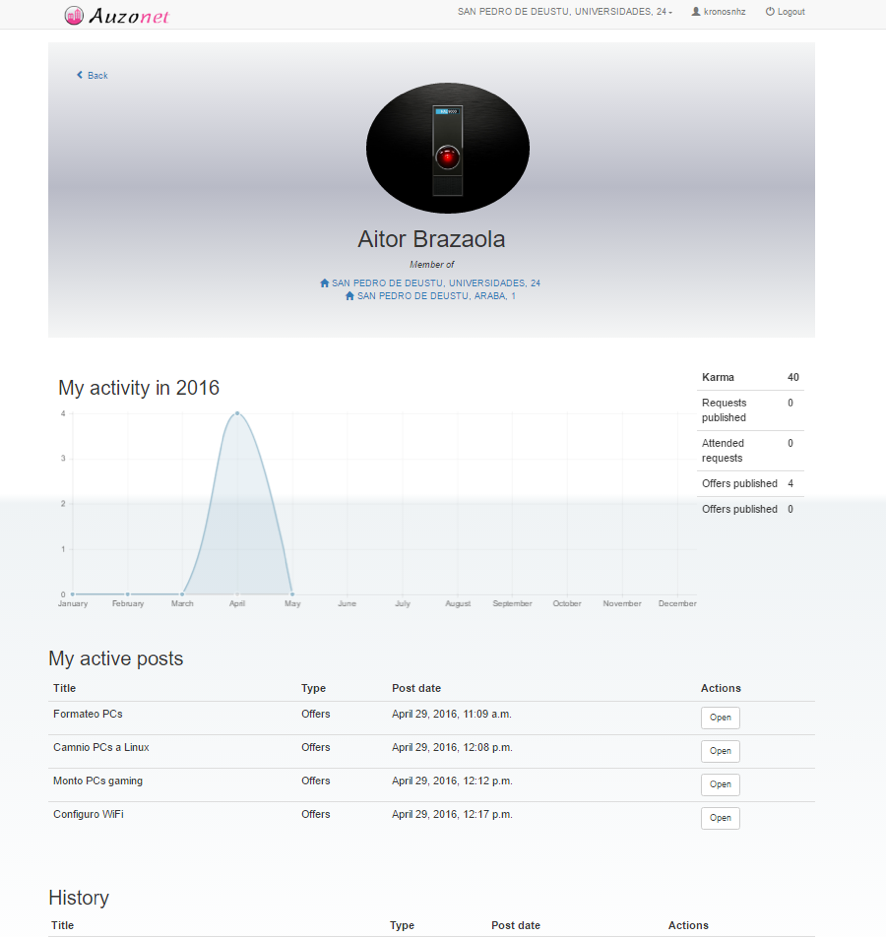 Auzonet
SAN PEDRO DE DEUSTU, UNIVERSIDADES, 24
kronosnhz
Logout
Back
Aitor Brazaola
Member of
SAN PEDRO DE DEUSTU, UNIVERSIDADES, 24
SAN PEDRO DE DEUSTU, ARABA, 1
My activity in 2016
4
3
2
1
0
January February March April May June July August September October November December
Karma 40
Requests published 0
Attended requests 0
Offers published 4
Offers published 0
My active posts
Title Type Post date Actions
Formateo PCs Offers April 29, 2016, 11:09 a.m. Open
Camnio PCs a Linux Offers April 29, 2016, 12:08 p.m. Open
Monto PCs gaming Offers April 29, 2016, 12:12 p.m. Open
Configuro WiFi Offers April 29, 2016, 12:17 p.m. Open
History
Title Type Post date Actions